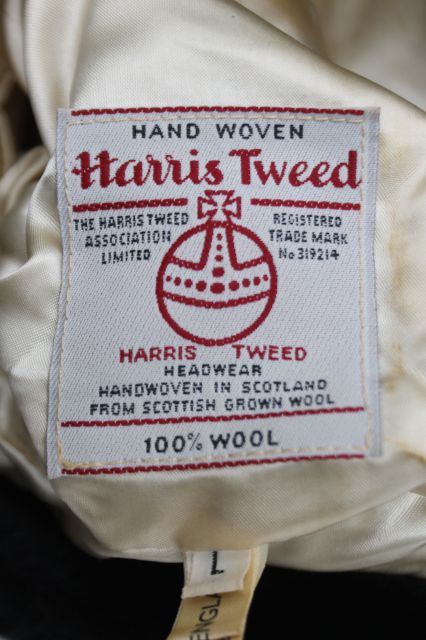 HAND WOVEN
Harris Tweed
THE HARRIS TWEED
ASSOCIATION
LIMITED
REGISTERED
TRADE MARK
No 319214
HARRIS TWEED
HEADWEAR
HANDWOVEN IN SCOTLAND
FROM SCOTTISH GROWN WOOL
100% WOOL